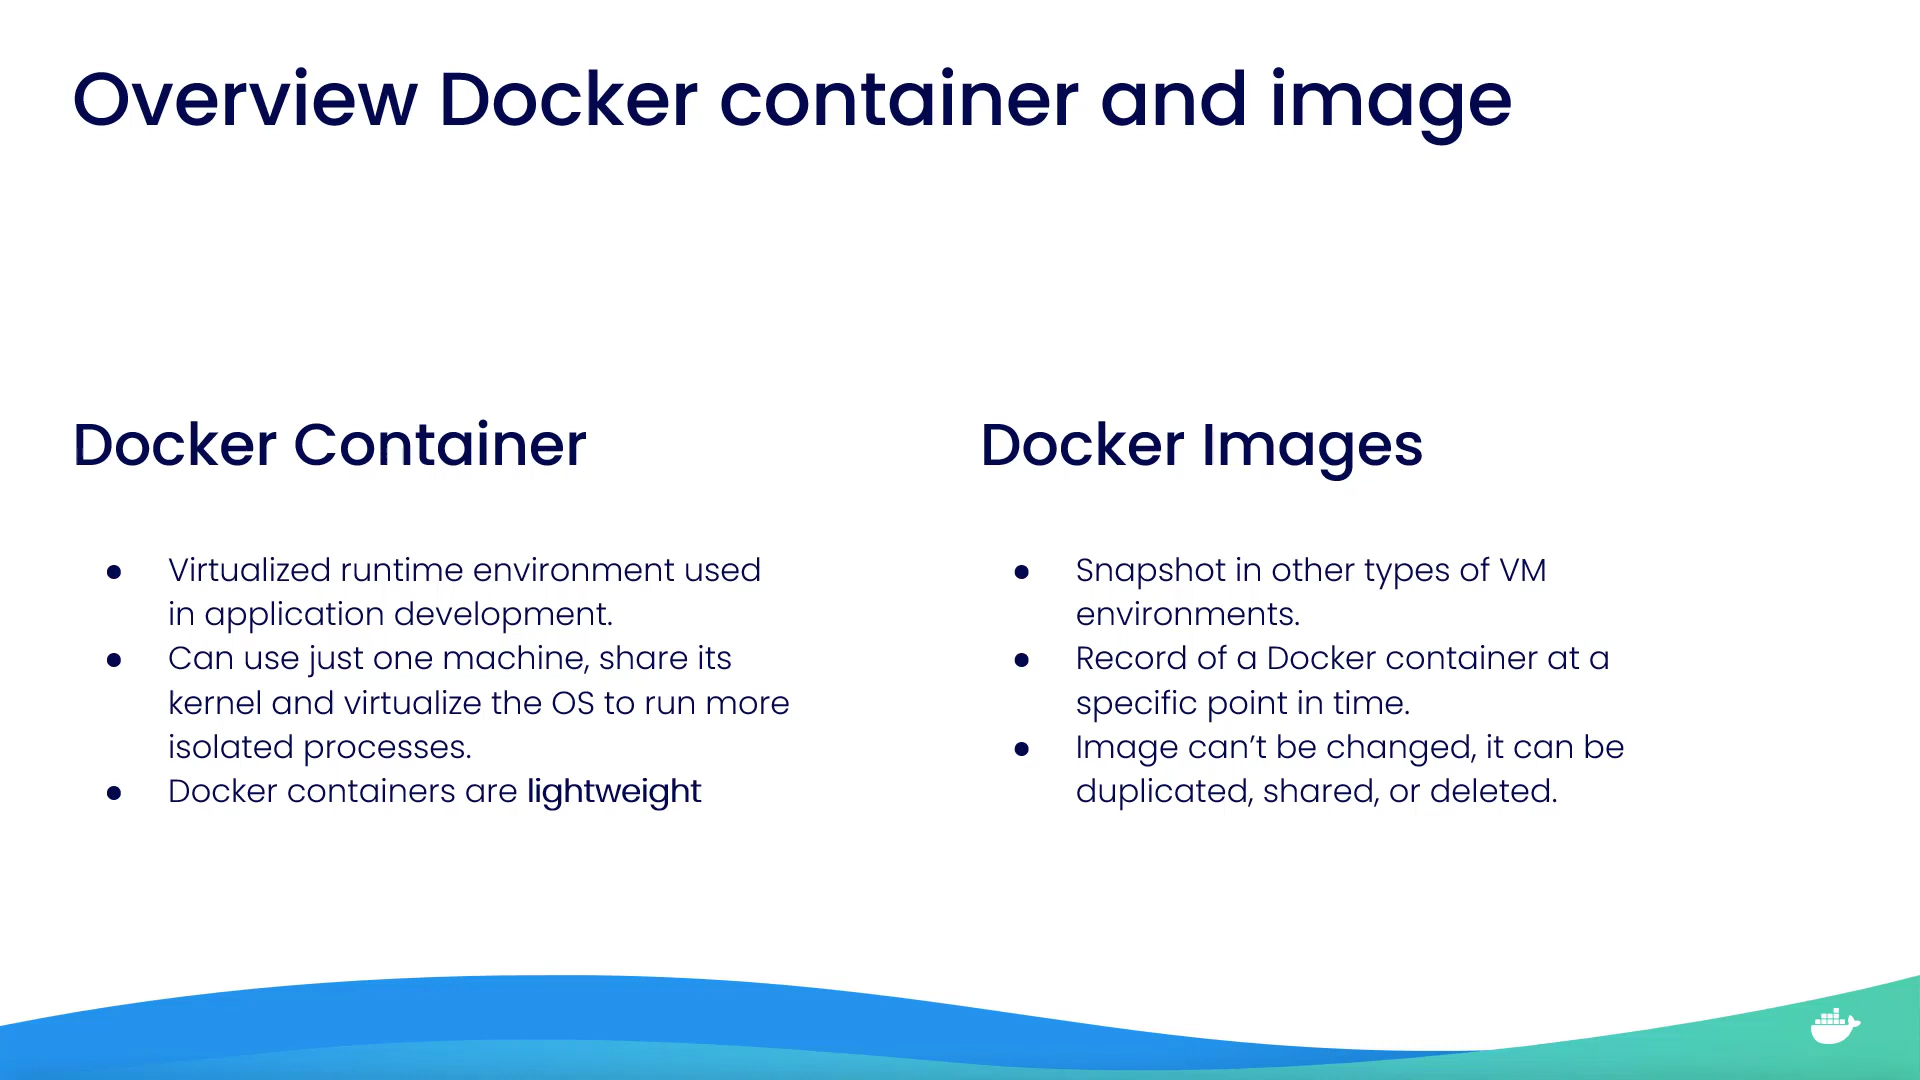 Overview Docker container and image
Docker Container
● Virtualized runtime environment used
in application development.
● Can use just one machine, share its
kernel and virtualize the OS to run more
isolated processes.
● Docker containers are lightweight
Docker Images
● Snapshot in other types of VM
environments.
● Record of a Docker container at a
specific point in time.
● Image can’t be changed, it can be
duplicated, shared, or deleted.